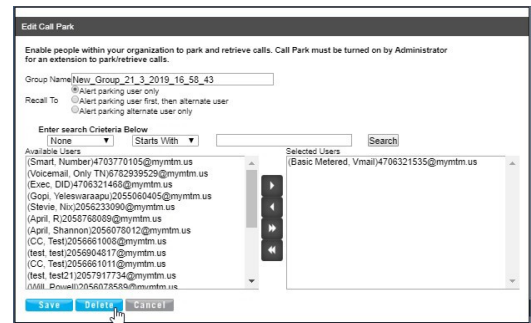 Edit Call Park
Enable people within your organization to park and retrieve calls. Call Park must be turned on by Administrator
for an extension to park/retrieve calls.
Group Name New_Group_21_3_2019_16_58_43
Recall To
Alert parking user only
Alert parking user first, then alternate user
Alert parking alternate user only
Enter search Crieteria Below
None Starts With Search
Available Users Selected Users
(Smart, Number)4703770105@mymtm.us (Basic Metered, Vmail)4706321535@mymtm.us
(Voicemail, Only TN)6782939529@mymtm.us
(Exec, DID)4706321468@mymtm.us
(Gopi, Yeleswarapu)2055060405@mymtm.us
(Stevie, Nix)2056233090@mymtm.us
(April, R)2058768089@mymtm.us
(April, Shannon)2056078012@mymtm.us
(CC, Test)2056661008@mymtm.us
(test, test)2056904817@mymtm.us
(CC, Test)2056661011@mymtm.us
(test, test21)2057917734@mymtm.us
(Will, Powell)2056078589@mymtm.us
Save Delete Cancel